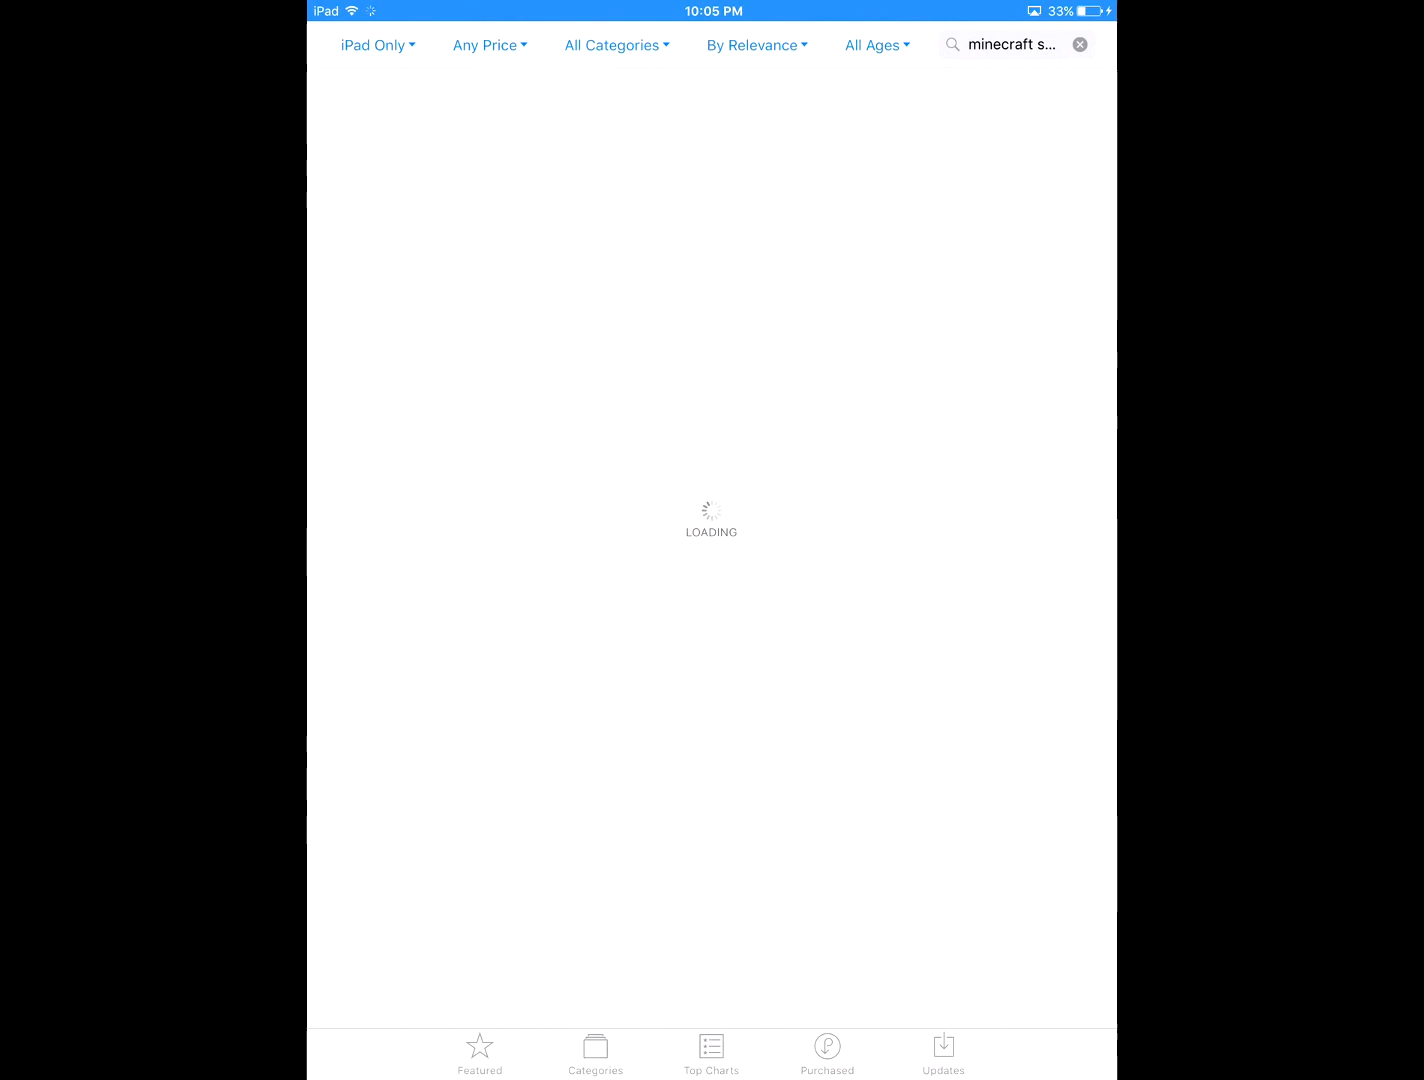 iPad 10:05 PM 33%
iPad Only Any Price All Categories By Relevance All Ages minecraft s...
LOADING
Featured Categories Top Charts Purchased Updates